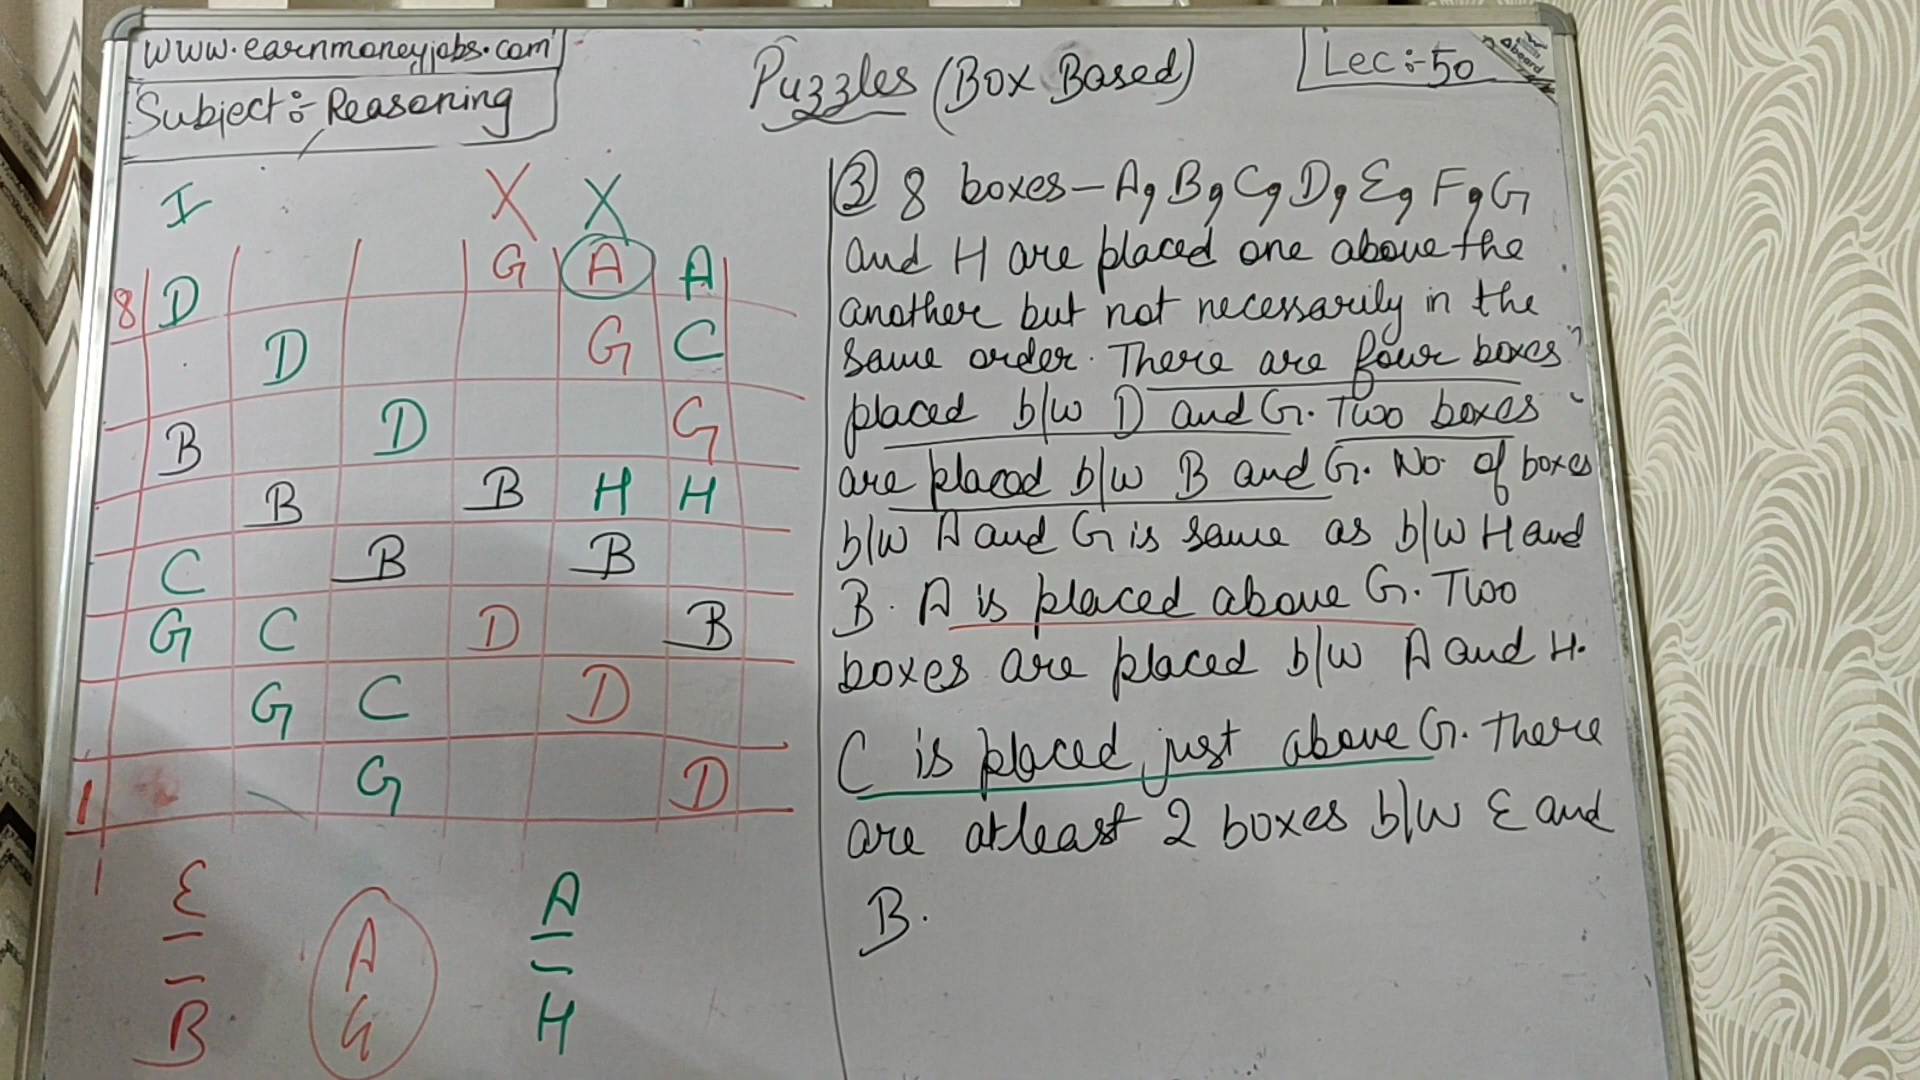 www.earnmoneyjobs.com
Subject:- Reasoning
Puzzles (Box Based)
Lec:-50
I X X
G A A
8 D
D G C
B D G
B B H H
C B B
G C D B
G C D
1 G D
E A A
G
B H
③ 8 boxes - A, B, C, D, E, F, G
and H are placed one above the
another but not necessarily in the
same order. There are four boxes
placed b/w D and G. Two boxes
are placed b/w B and G. No. of boxes
b/w A and G is same as b/w H and
B. A is placed above G. Two
boxes are placed b/w A and H.
C is placed just above G. There
are atleast 2 boxes b/w E and
B.